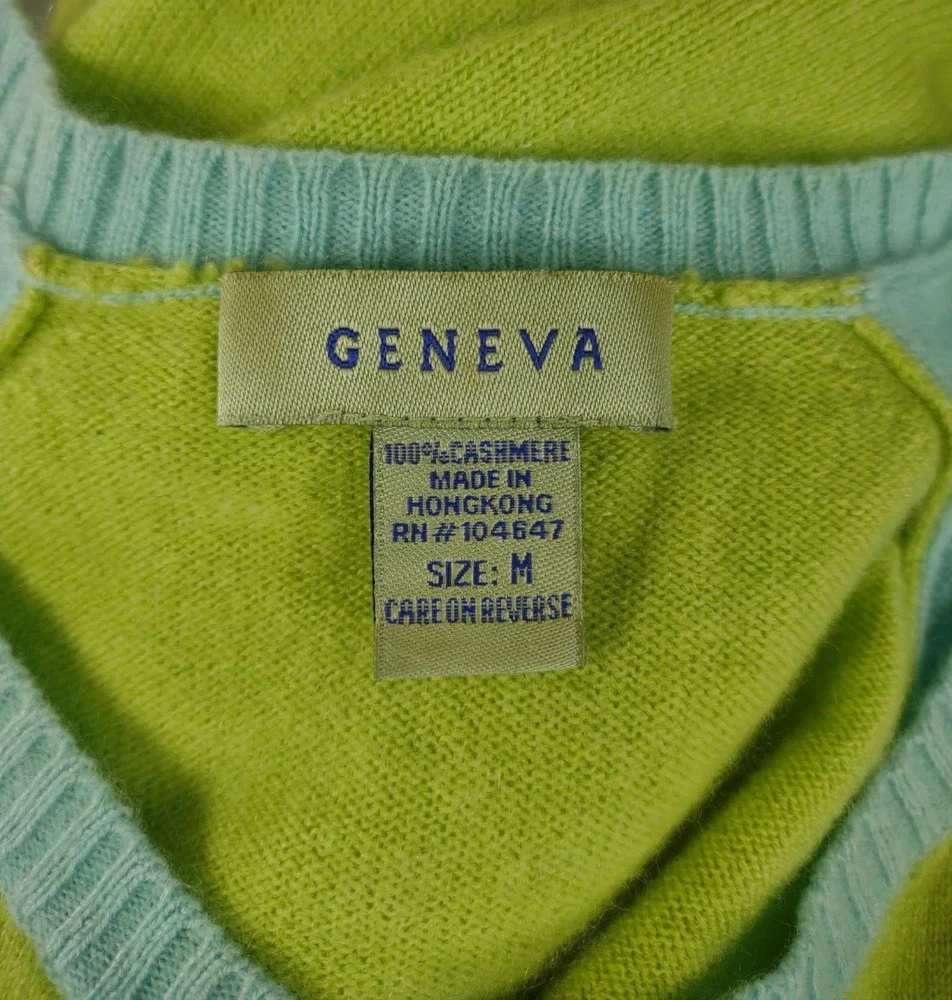 GENEVA
100% CASHMERE
MADE IN
HONGKONG
RN # 104647
SIZE: M
CARE ON REVERSE